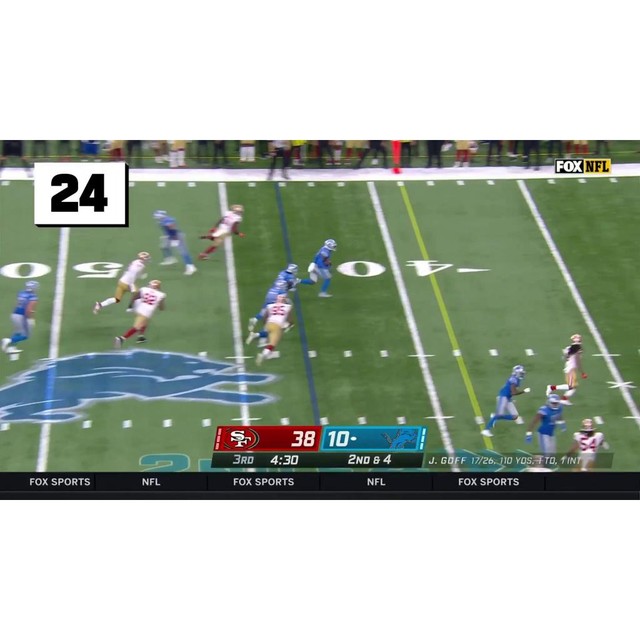 24
FOX NFL
50
40
SF 38 10
3RD 4:30 2ND & 4 J. GOFF 17/26, 110 YDS, 1 TD, 1 INT
FOX SPORTS NFL FOX SPORTS NFL FOX SPORTS